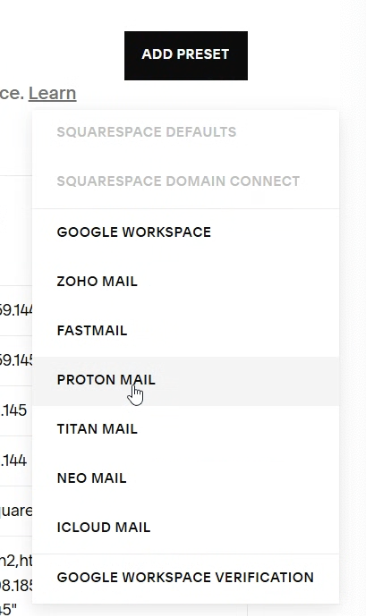 ADD PRESET
ce. Learn
SQUARESPACE DEFAULTS
SQUARESPACE DOMAIN CONNECT
GOOGLE WORKSPACE
ZOHO MAIL
59.144
FASTMAIL
59.145
PROTON MAIL
.145
TITAN MAIL
.144
NEO MAIL
quare
ICLOUD MAIL
n2,ht
GOOGLE WORKSPACE VERIFICATION
98.185
45"